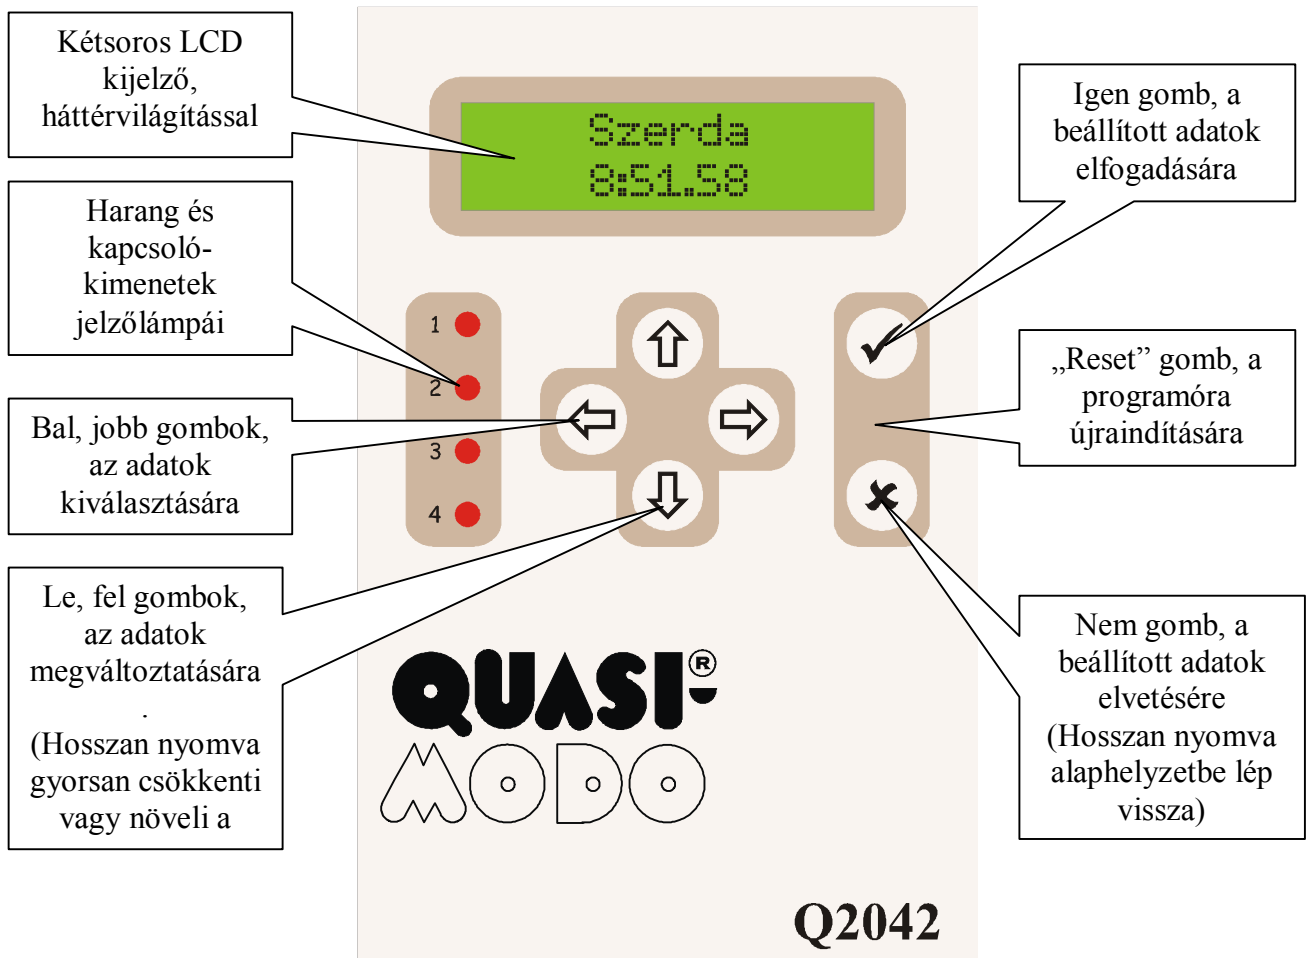 Kétsoros LCD
kijelző,
háttérvilágítással
Harang és
kapcsoló-
kimenetek
jelzőlámpái
Bal, jobb gombok,
az adatok
kiválasztására
Le, fel gombok,
az adatok
megváltoztatására
.
(Hosszan nyomva
gyorsan csökkenti
vagy növeli a
Szerda
8:51.58
1
2
3
4
QUASI®
MODO
Q2042
Igen gomb, a
beállított adatok
elfogadására
„Reset” gomb, a
programóra
újraindítására
Nem gomb, a
beállított adatok
elvetésére
(Hosszan nyomva
alaphelyzetbe lép
vissza)